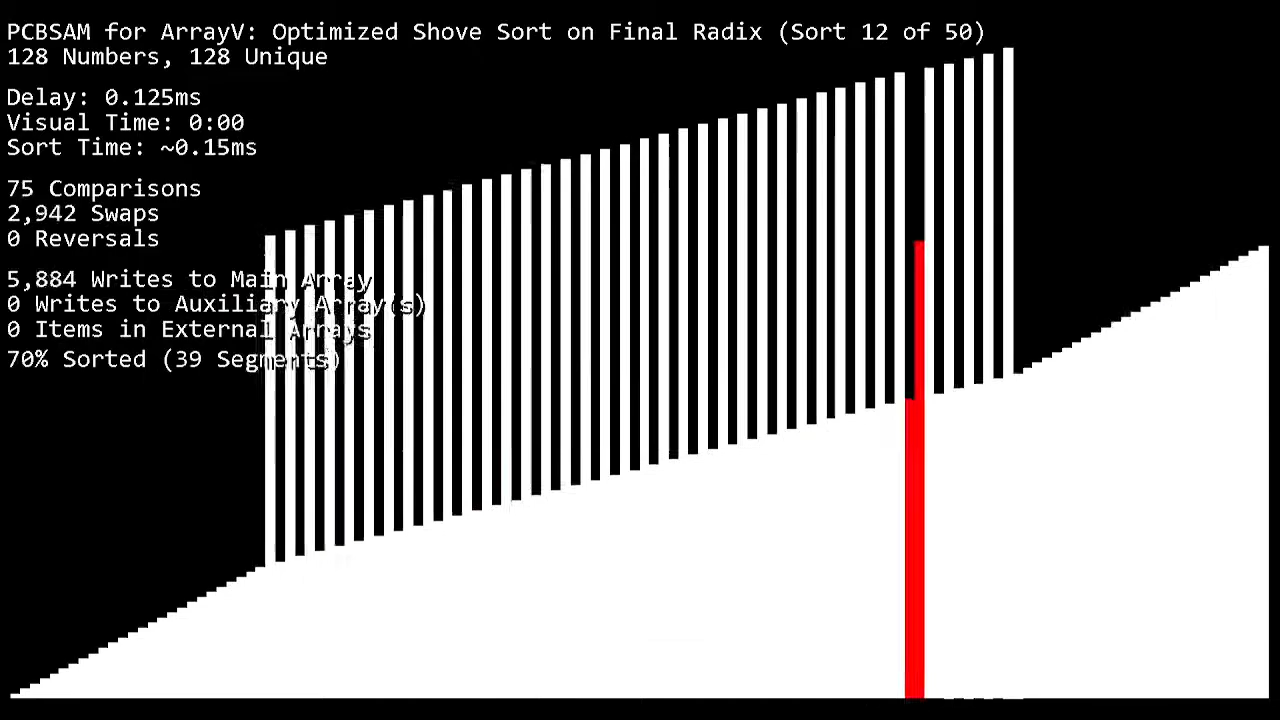 PCBSAM for ArrayV: Optimized Shove Sort on Final Radix (Sort 12 of 50)
128 Numbers, 128 Unique
Delay: 0.125ms
Visual Time: 0:00
Sort Time: ~0.15ms
75 Comparisons
2,942 Swaps
0 Reversals
5,884 Writes to Main Array
0 Writes to Auxiliary Array(s)
0 Items in External Arrays
70% Sorted (39 Segments)